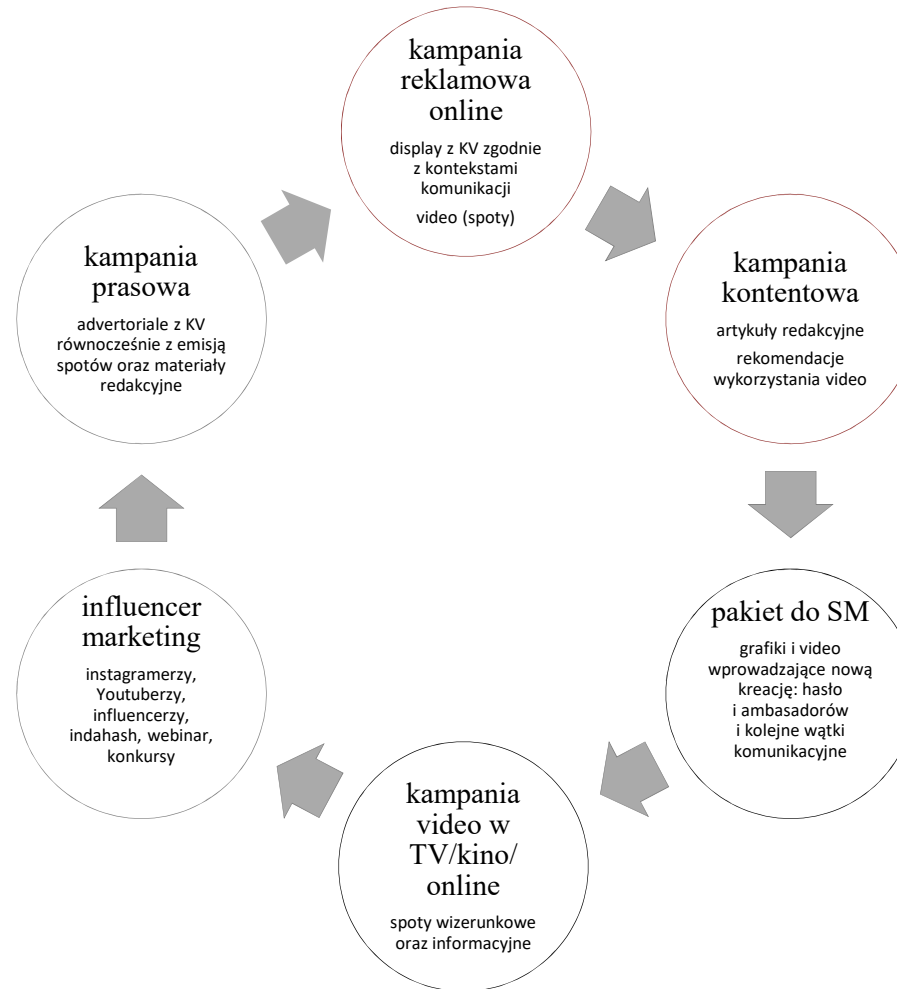 kampania
reklamowa
online
display z KV zgodnie
z kontekstami
komunikacji
video (spoty)
kampania
kontentowa
artykuły redakcyjne
rekomendacje
wykorzystania video
pakiet do SM
grafiki i video
wprowadzające nową
kreację: hasło
i ambasadorów
i kolejne wątki
komunikacyjne
kampania
video w
TV/kino/
online
spoty wizerunkowe
oraz informacyjne
influencer
marketing
instagramerzy,
Youtuberzy,
influencerzy,
indahash, webinar,
konkursy
kampania
prasowa
advertoriale z KV
równocześnie z emisją
spotów oraz materiały
redakcyjne